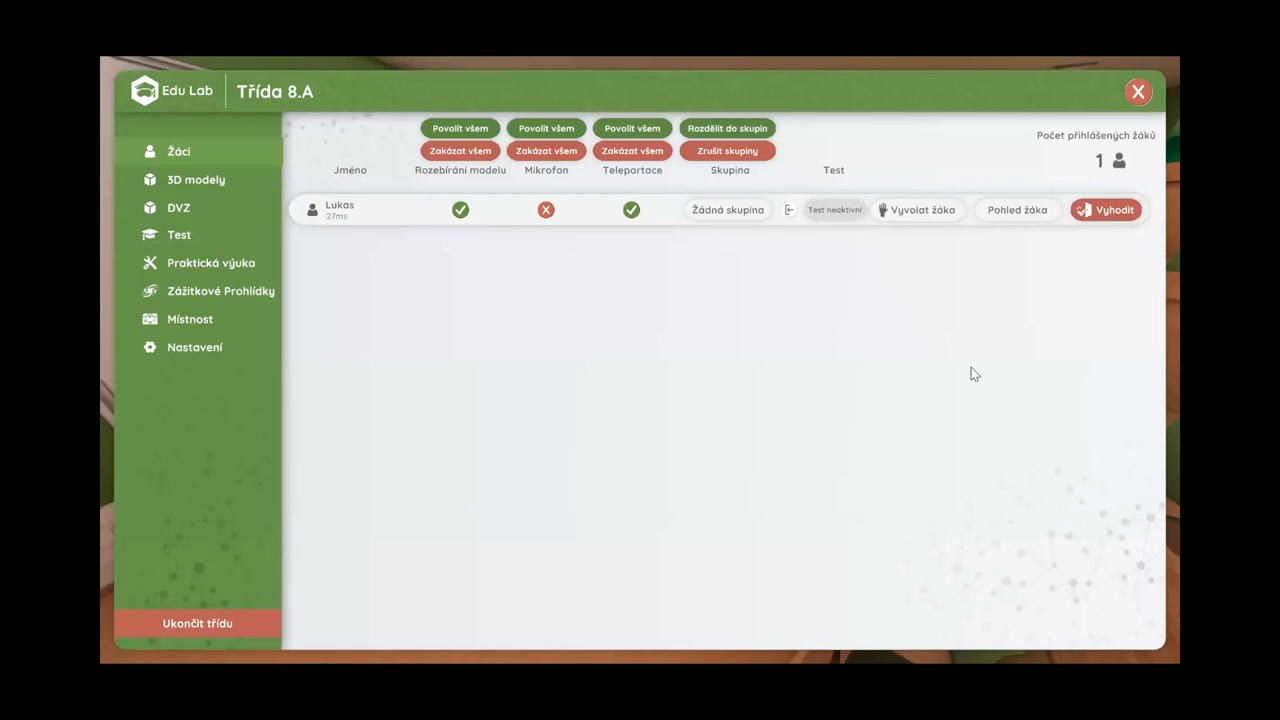 Edu Lab
Třída 8.A
X
Žáci
3D modely
DVZ
Test
Praktická výuka
Zážitkové Prohlídky
Místnost
Nastavení
Ukončit třídu
Povolit všem Povolit všem Povolit všem Rozdělit do skupin
Zakázat všem Zakázat všem Zakázat všem Zrušit skupiny
Jméno Rozebírání modelu Mikrofon Teleportace Skupina Test
Počet přihlášených žáků
1
Lukas
27ms
Žádná skupina Test neaktivní Vyvolat žáka Pohled žáka Vyhodit